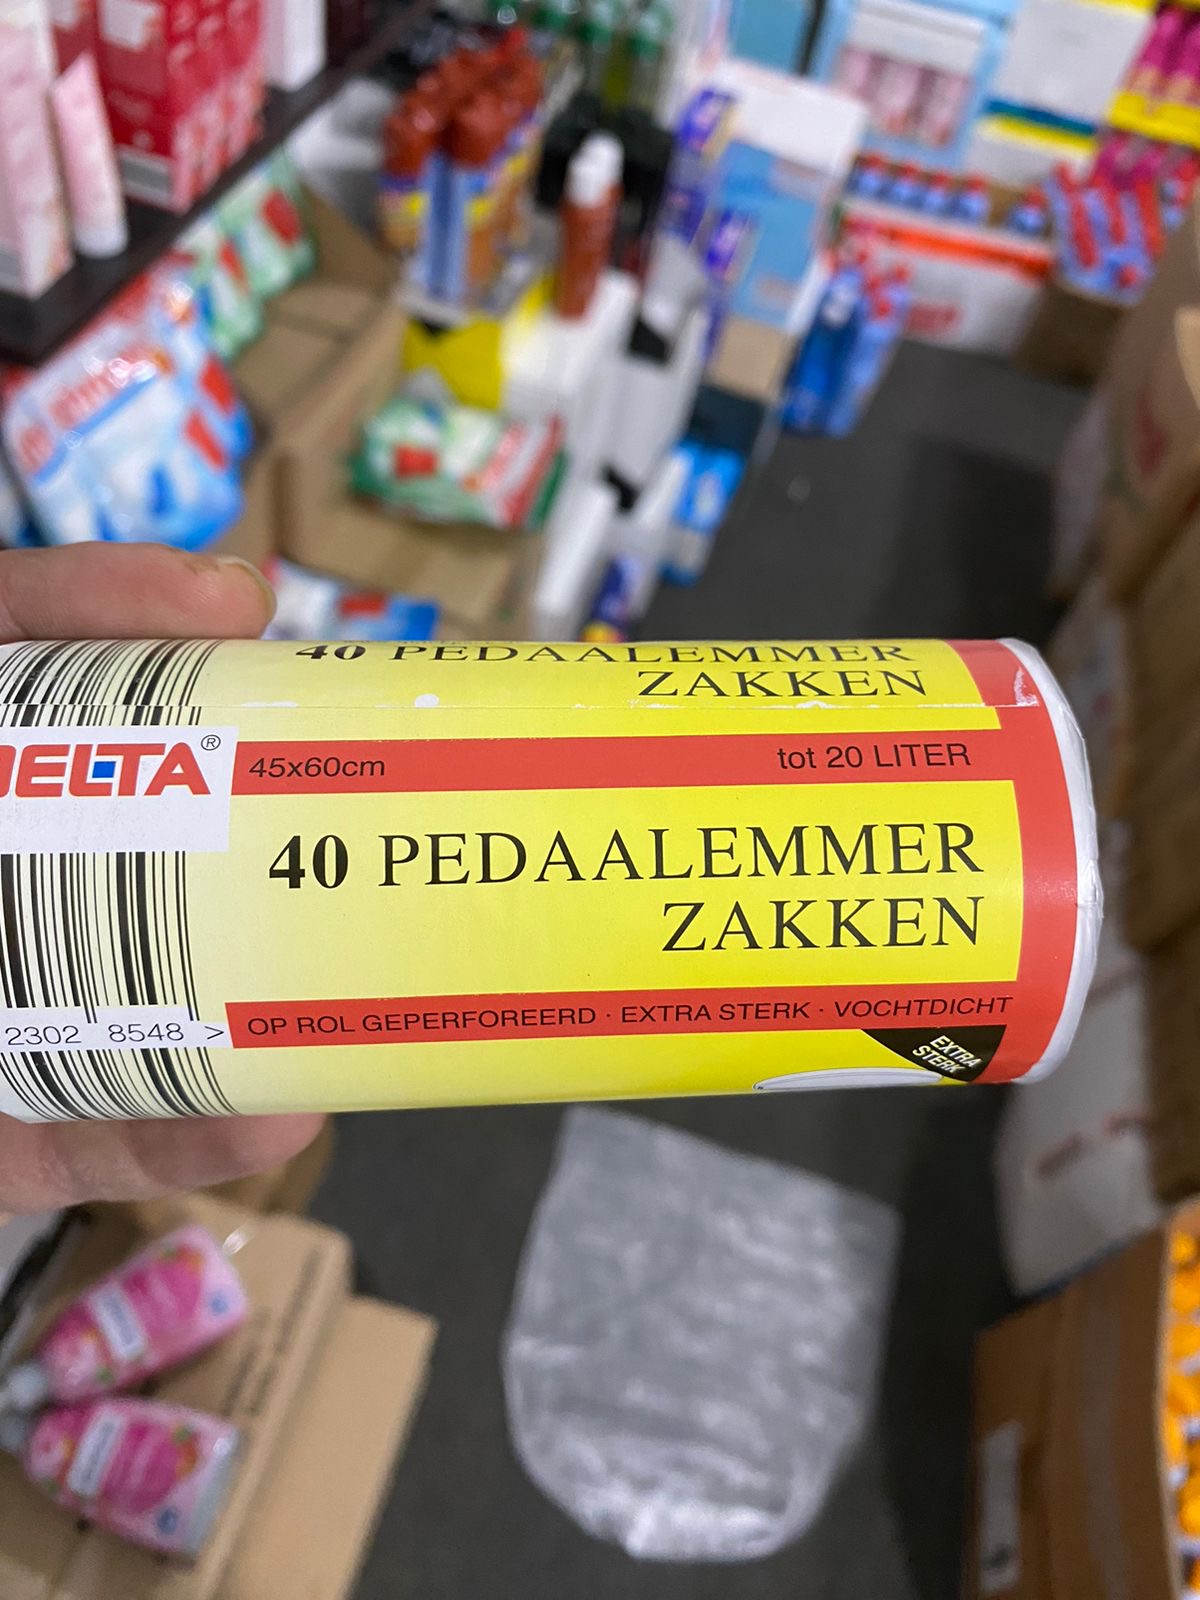 40 PEDAALEMMER
ZAKKEN
DELTA®
45x60cm
tot 20 LITER
40 PEDAALEMMER
ZAKKEN
2302 8548 >
OP ROL GEPERFOREERD · EXTRA STERK · VOCHTDICHT
EXTRA
STERK